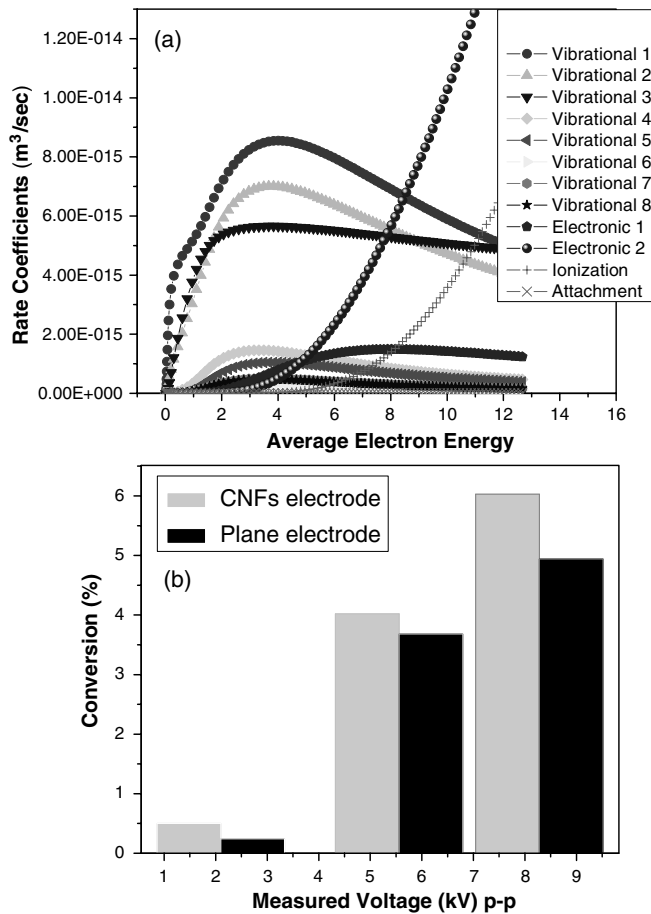 (a)
1.20E-014
1.00E-014
8.00E-015
6.00E-015
4.00E-015
2.00E-015
0.00E+000
Rate Coefficients (m³/sec)
0 2 4 6 8 10 12 14 16
Average Electron Energy
Vibrational 1
Vibrational 2
Vibrational 3
Vibrational 4
Vibrational 5
Vibrational 6
Vibrational 7
Vibrational 8
Electronic 1
Electronic 2
Ionization
Attachment
CNFs electrode
Plane electrode
(b)
6
5
4
3
2
1
0
Conversion (%)
1 2 3 4 5 6 7 8 9
Measured Voltage (kV) p-p